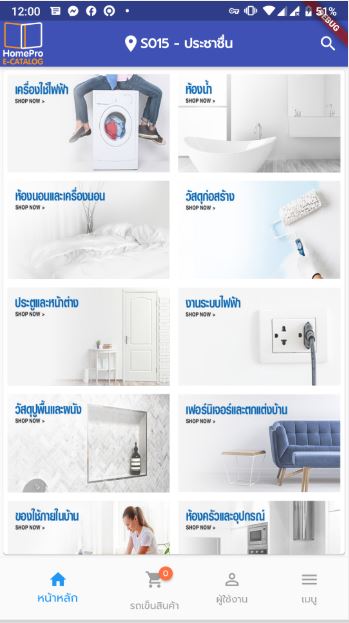 12:00
51%
DEBUG
HomePro
E-CATALOG
S015 - ประชาชื่น
เครื่องใช้ไฟฟ้า
SHOP NOW >
ห้องน้ำ
SHOP NOW >
ห้องนอนและเครื่องนอน
SHOP NOW >
วัสดุก่อสร้าง
SHOP NOW >
ประตูและหน้าต่าง
SHOP NOW >
งานระบบไฟฟ้า
SHOP NOW >
วัสดุปูพื้นและผนัง
SHOP NOW >
เฟอร์นิเจอร์และตกแต่งบ้าน
SHOP NOW >
ของใช้ภายในบ้าน
SHOP NOW >
ห้องครัวและอุปกรณ์
SHOP NOW >
หน้าหลัก
0
รถเข็นสินค้า
ผู้ใช้งาน
เมนู